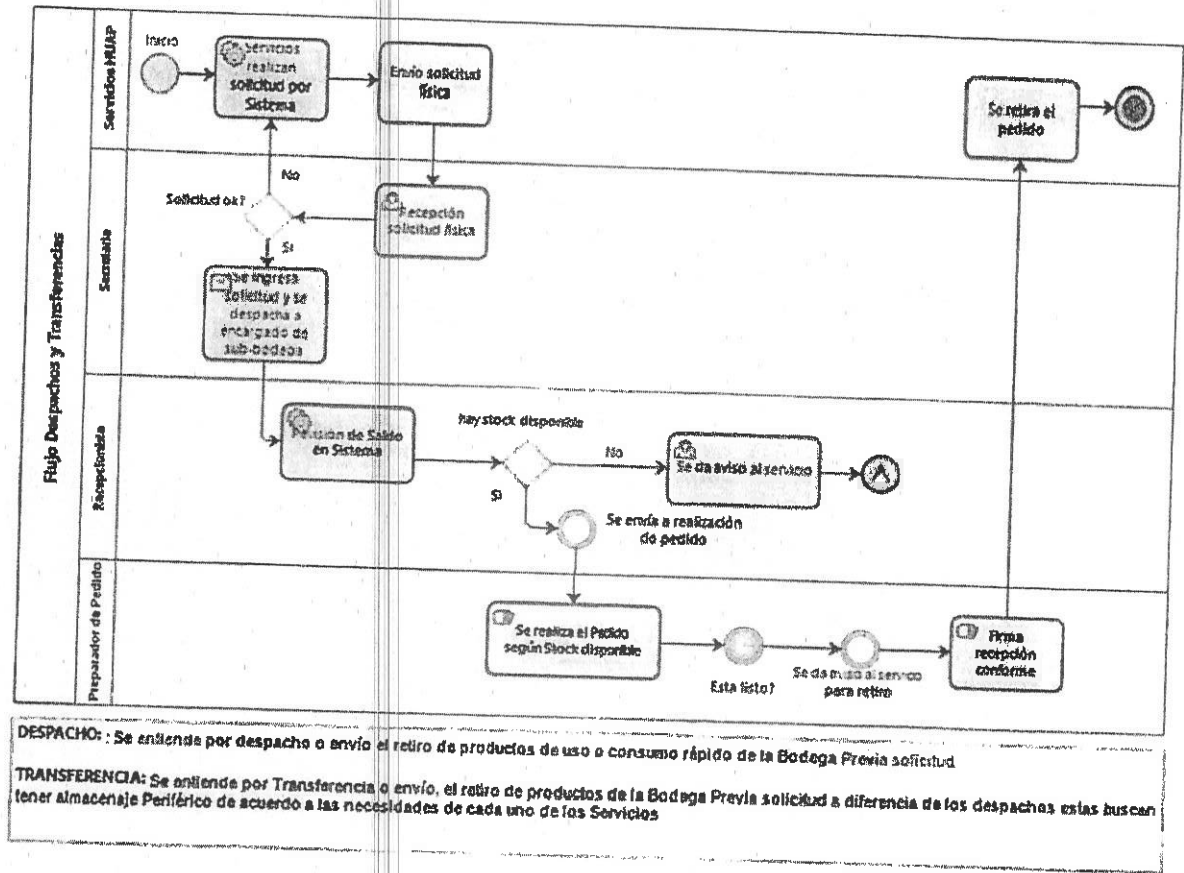 Flujo Despachos y Transferencias
Servicios HUAP
Inicio
Servicios
realizan
solicitud por
Sistema
Envio solicitud
física
Se retira el
pedido
Secretaria
No
Solicitud ok?
Si
Recepción
solicitud física
Se ingresa
solicitud y se
despacha a
encargado de
sub-bodega
Recepcionista
Revisión de Saldo
en Sistema
hay stock disponible
No
Si
Se da aviso al servicio
Se envía a realización
de pedido
Preparador de Pedido
Se realiza el Pedido
según Stock disponible
Esta listo?
Se da aviso al servicio
para retiro
Firma
recepción
conforme
DESPACHO: : Se entiende por despacho o envío el retiro de productos de uso o consumo rápido de la Bodega Previa solicitud
TRANSFERENCIA: Se entiende por Transferencia o envío, el retiro de productos de la Bodega Previa solicitud a diferencia de los despachos estas buscan
tener almacenaje Periférico de acuerdo a las necesidades de cada uno de los Servicios